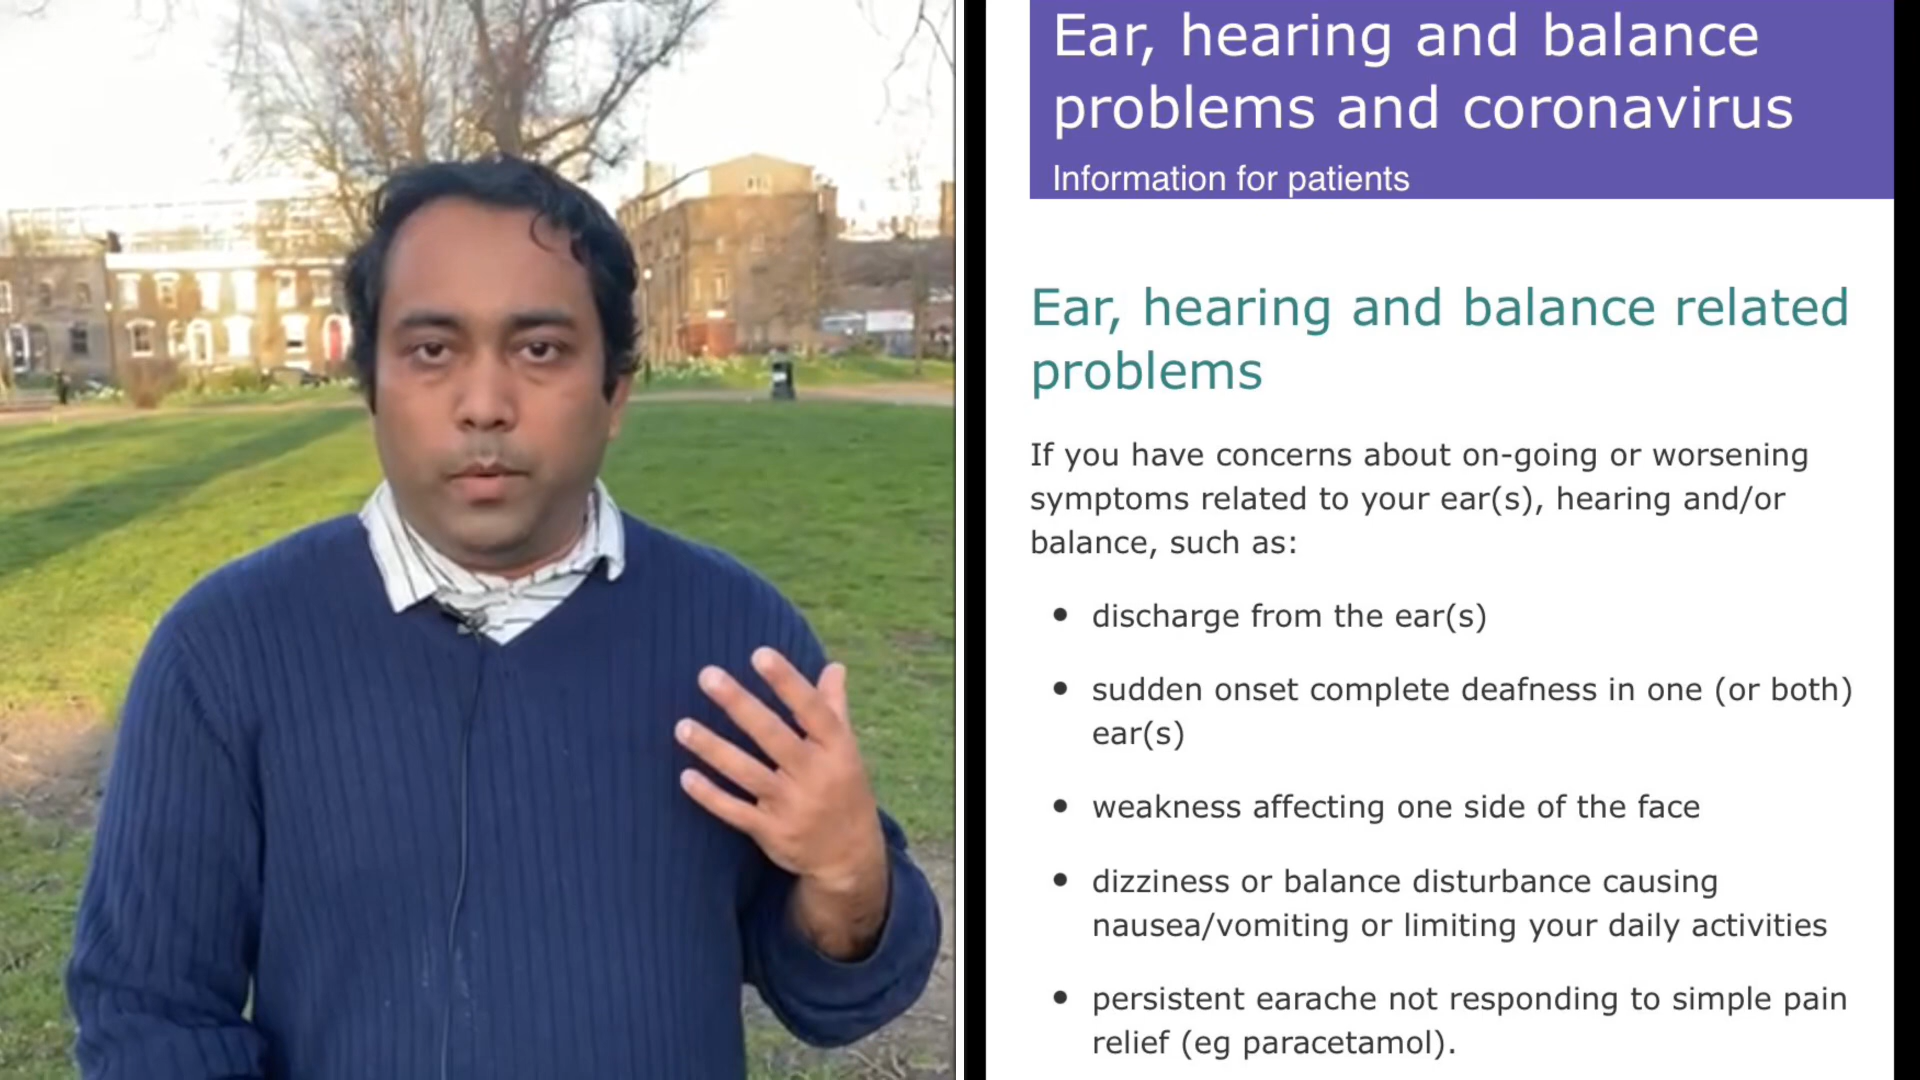 Ear, hearing and balance
problems and coronavirus
Information for patients
Ear, hearing and balance related
problems
If you have concerns about on-going or worsening
symptoms related to your ear(s), hearing and/or
balance, such as:
• discharge from the ear(s)
• sudden onset complete deafness in one (or both)
ear(s)
• weakness affecting one side of the face
• dizziness or balance disturbance causing
nausea/vomiting or limiting your daily activities
• persistent earache not responding to simple pain
relief (eg paracetamol).